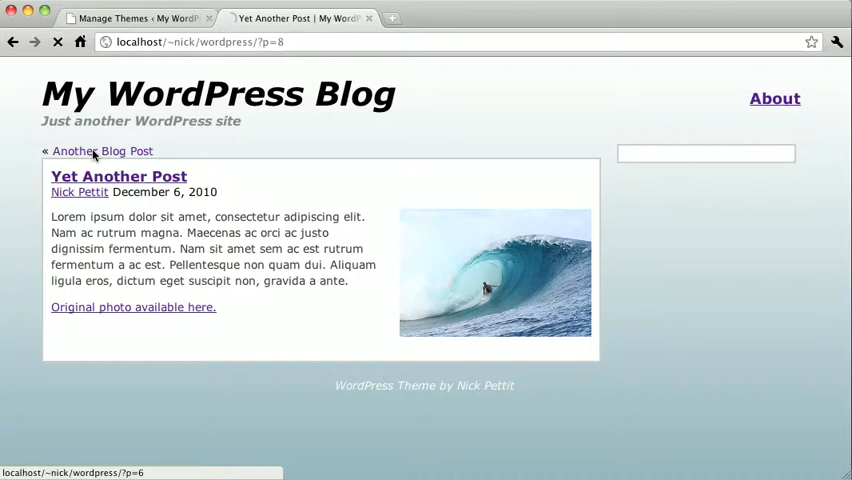 Manage Themes ‹ My WordP
Yet Another Post | My WordP
localhost/~nick/wordpress/?p=8
My WordPress Blog
About
Just another WordPress site
« Another Blog Post
Yet Another Post
Nick Pettit December 6, 2010
Lorem ipsum dolor sit amet, consectetur adipiscing elit.
Nam ac rutrum magna. Maecenas ac orci ac justo
dignissim fermentum. Nam sit amet sem ac est rutrum
fermentum a ac est. Pellentesque non quam dui. Aliquam
ligula eros, dictum eget suscipit non, gravida a ante.
Original photo available here.
WordPress Theme by Nick Pettit
localhost/~nick/wordpress/?p=6